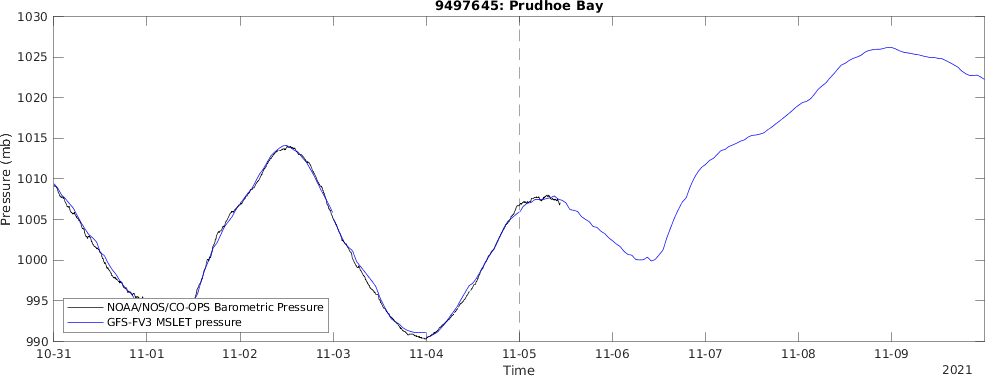 9497645: Prudhoe Bay
1030
1025
1020
1015
1010
1005
1000
995
990
Pressure (mb)
NOAA/NOS/CO-OPS Barometric Pressure
GFS-FV3 MSLET pressure
10-31 11-01 11-02 11-03 11-04 11-05 11-06 11-07 11-08 11-09
Time
2021